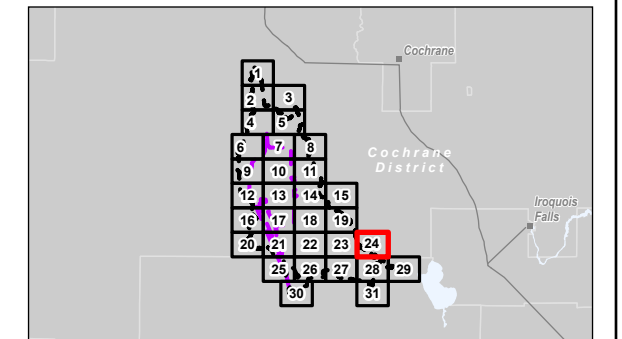 Cochrane
1
2 3
4 5
6 7 8
Cochrane
District
9 10 11
12 13 14 15
Iroquois
Falls
16 17 18 19
20 21 22 23 24
25 26 27 28 29
30 31